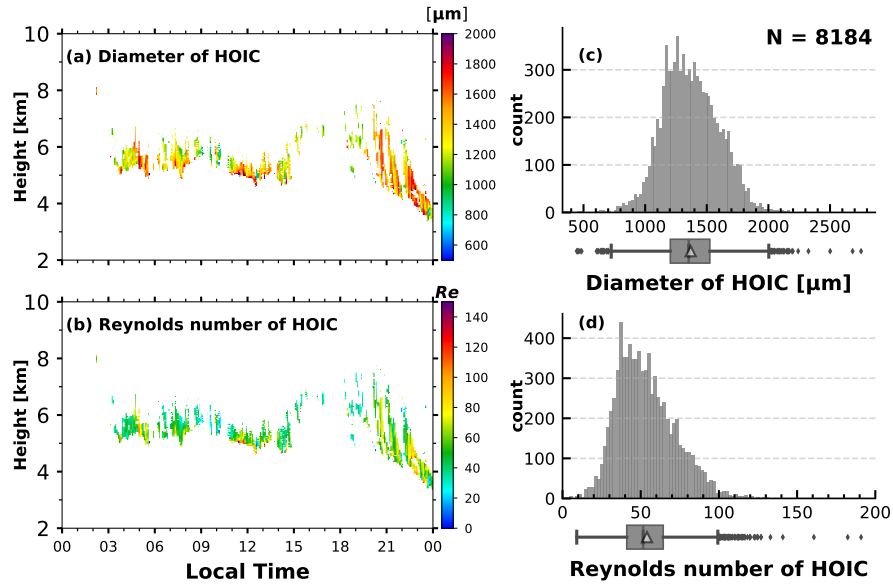 [μm]
10
8
6
4
2
Height [km]
(a) Diameter of HOIC
2000
1800
1600
1400
1200
1000
800
600
(c)
N = 8184
300
200
100
0
count
500 1000 1500 2000 2500
Diameter of HOIC [μm]
Re
10
8
6
4
2
Height [km]
(b) Reynolds number of HOIC
140
120
100
80
60
40
20
0
00 03 06 09 12 15 18 21 00
Local Time
(d)
400
300
200
100
0
count
0 50 100 150 200
Reynolds number of HOIC